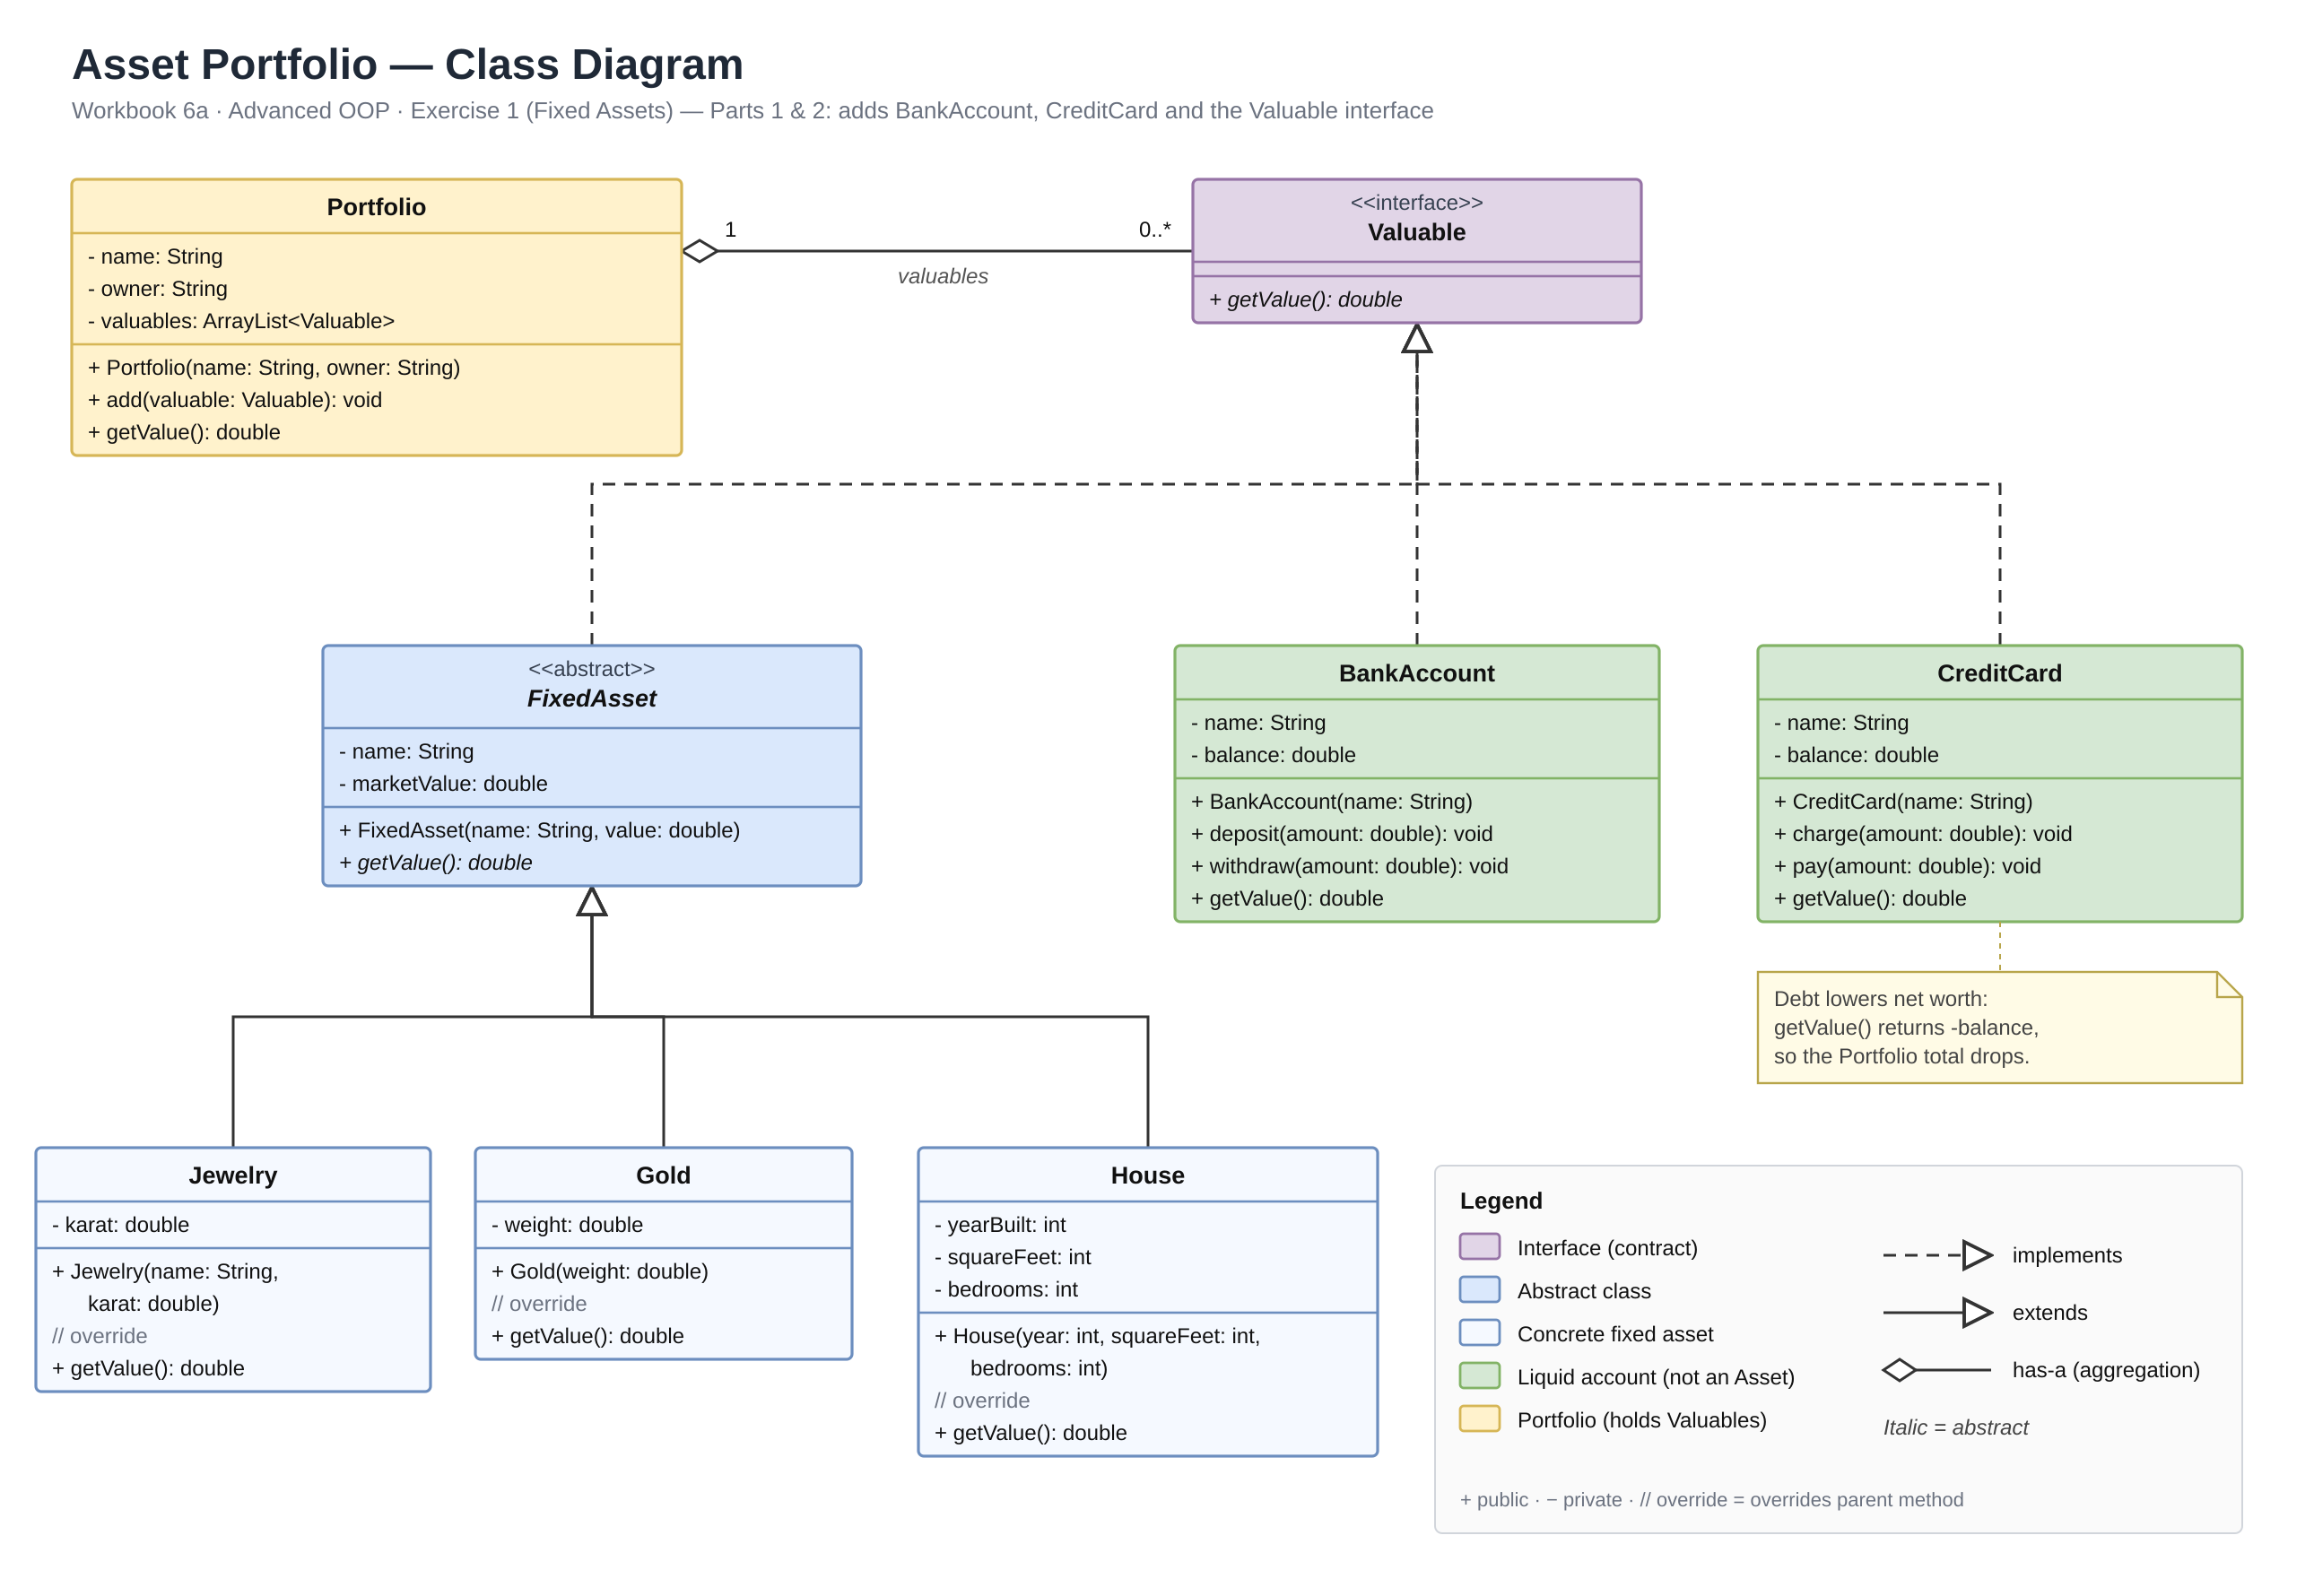 Asset Portfolio — Class Diagram
Workbook 6a · Advanced OOP · Exercise 1 (Fixed Assets) — Parts 1 & 2: adds BankAccount, CreditCard and the Valuable interface
Portfolio
- name: String
- owner: String
- valuables: ArrayList<Valuable>
+ Portfolio(name: String, owner: String)
+ add(valuable: Valuable): void
+ getValue(): double
1
0..*
valuables
<<interface>>
Valuable
+ getValue(): double
<<abstract>>
FixedAsset
- name: String
- marketValue: double
+ FixedAsset(name: String, value: double)
+ getValue(): double
BankAccount
- name: String
- balance: double
+ BankAccount(name: String)
+ deposit(amount: double): void
+ withdraw(amount: double): void
+ getValue(): double
CreditCard
- name: String
- balance: double
+ CreditCard(name: String)
+ charge(amount: double): void
+ pay(amount: double): void
+ getValue(): double
Debt lowers net worth:
getValue() returns -balance,
so the Portfolio total drops.
Jewelry
- karat: double
+ Jewelry(name: String,
karat: double)
// override
+ getValue(): double
Gold
- weight: double
+ Gold(weight: double)
// override
+ getValue(): double
House
- yearBuilt: int
- squareFeet: int
- bedrooms: int
+ House(year: int, squareFeet: int,
bedrooms: int)
// override
+ getValue(): double
Legend
Interface (contract)
Abstract class
Concrete fixed asset
Liquid account (not an Asset)
Portfolio (holds Valuables)
implements
extends
has-a (aggregation)
Italic = abstract
+ public · − private · // override = overrides parent method